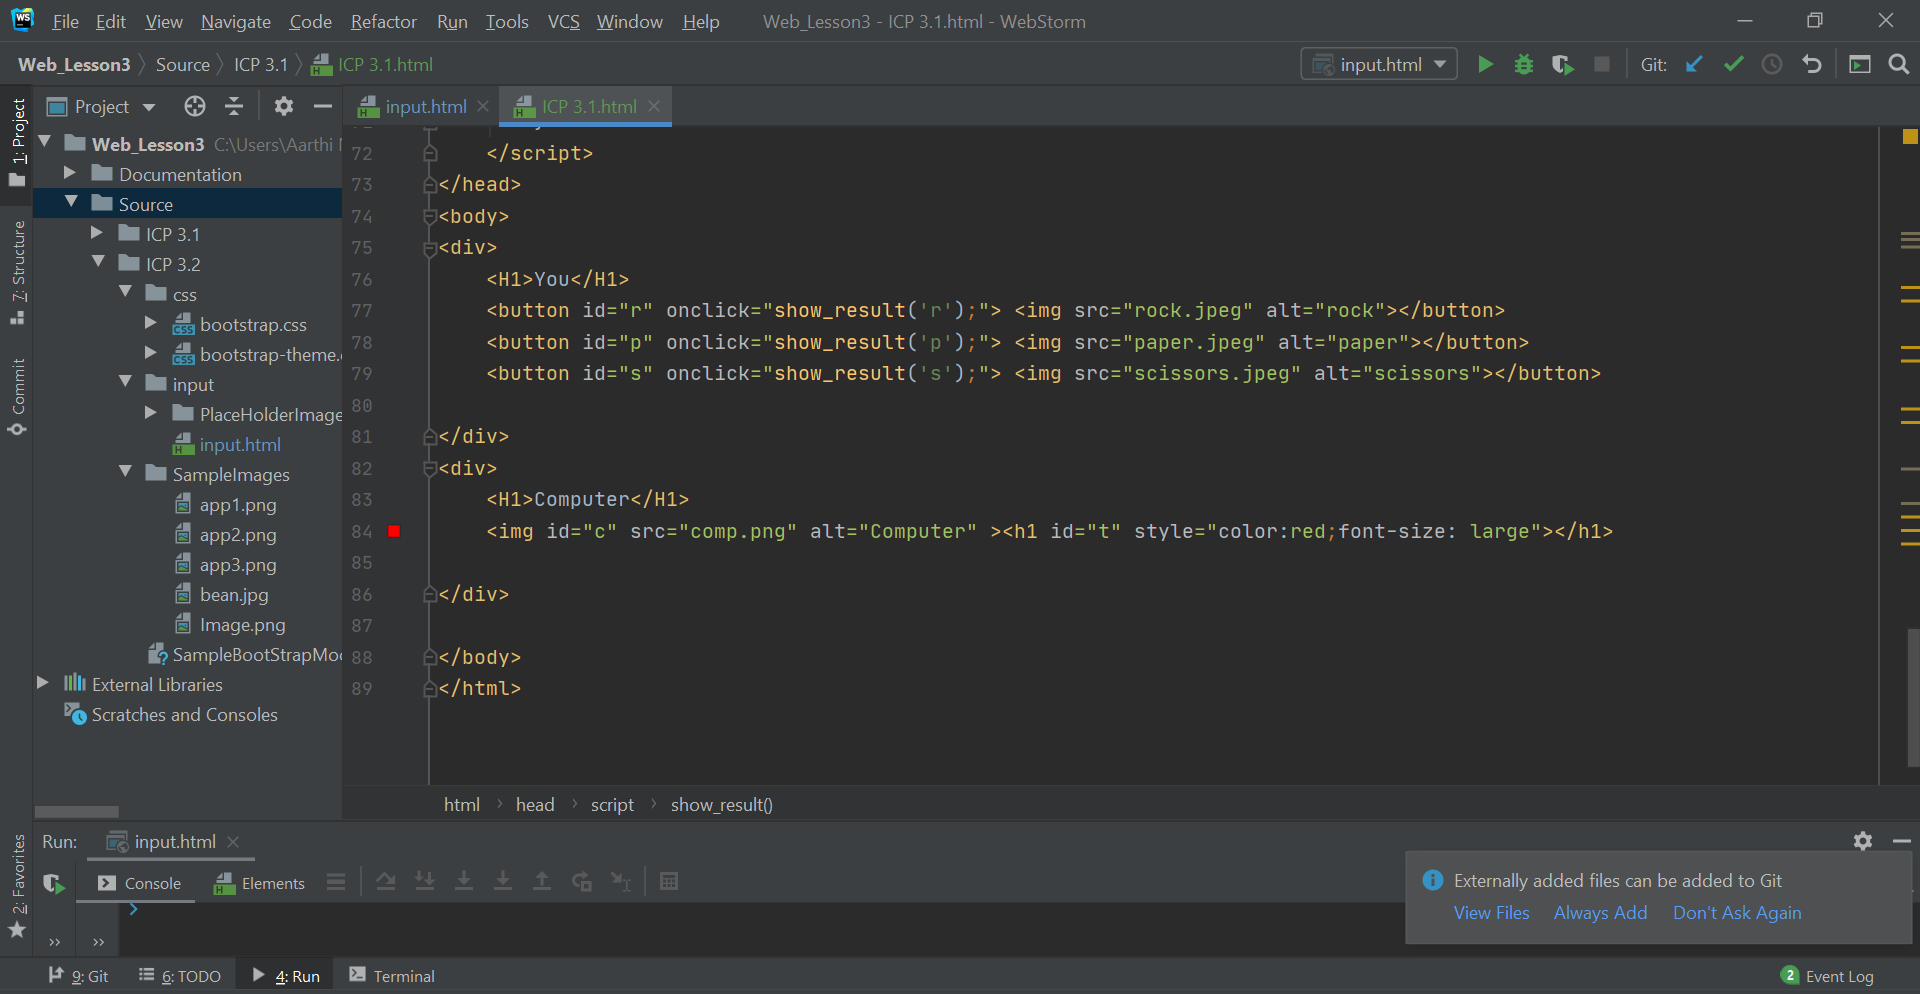 WS File Edit View Navigate Code Refactor Run Tools VCS Window Help Web_Lesson3 - ICP 3.1.html - WebStorm
Web_Lesson3 Source ICP 3.1 ICP 3.1.html input.html Git:
1: Project
7: Structure
Commit
2: Favorites
Project
Web_Lesson3 C:\Users\Aarthi
Documentation
Source
ICP 3.1
ICP 3.2
css
bootstrap.css
bootstrap-theme.
input
PlaceHolderImage
input.html
SampleImages
app1.png
app2.png
app3.png
bean.jpg
Image.png
SampleBootStrapMo
External Libraries
Scratches and Consoles
input.html ICP 3.1.html
72 </script>
73 </head>
74 <body>
75 <div>
76 <H1>You</H1>
77 <button id="r" onclick="show_result('r');"> <img src="rock.jpeg" alt="rock"></button>
78 <button id="p" onclick="show_result('p');"> <img src="paper.jpeg" alt="paper"></button>
79 <button id="s" onclick="show_result('s');"> <img src="scissors.jpeg" alt="scissors"></button>
80
81 </div>
82 <div>
83 <H1>Computer</H1>
84 <img id="c" src="comp.png" alt="Computer" ><h1 id="t" style="color:red;font-size: large"></h1>
85
86 </div>
87
88 </body>
89 </html>
html head script show_result()
Run: input.html
Console Elements
Externally added files can be added to Git
View Files Always Add Don't Ask Again
9: Git 6: TODO 4: Run Terminal 2 Event Log